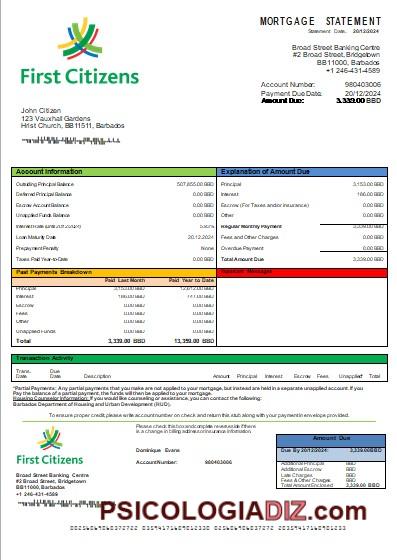 MORTGAGE STATEMENT
Statement Date: 20/12/2024
First Citizens
Broad Street Banking Centre
#2 Broad Street, Bridgetown
BB11000, Barbados
+1 246-431-4589
Account Number: 980403006
Payment Due Date: 20/12/2024
Amount Due: 3,339.00 BBD
John Citizen
123 Vauxhall Gardens
Hrist Church, BB11511, Barbados
Account Information
Outstanding Principal Balance 507,855.00 BBD
Deferred Principal Balance 0.00 BBD
Escrow Account Balance 0.00 BBD
Unapplied Funds Balance 0.00 BBD
Loan Maturity Date 20.12.2024
Prepayment Penalty None
Taxes Paid Year-to-Date 0.00 BBD
Explanation of Amount Due
Principal 3,153.00 BBD
Interest 186.00 BBD
Escrow (For Taxes and/or Insurance) 0.00 BBD
Other 0.00 BBD
Regular Monthly Payment 3,339.00 BBD
Fees and Other Charges 0.00 BBD
Overdue Payment 0.00 BBD
Total Amount Due 3,339.00 BBD
Past Payments Breakdown
Paid Last Month Paid Year to Date
Principal 3,153.00 BBD 12,612.00 BBD
Interest 186.00 BBD 747.00 BBD
Escrow 0.00 BBD 0.00 BBD
Fees 0.00 BBD 0.00 BBD
Other 0.00 BBD 0.00 BBD
Unapplied Funds 0.00 BBD 0.00 BBD
Total 3,339.00 BBD 13,359.00 BBD
Important Messages
Transaction Activity
Trans. Date Due Date Description Amount Principal Interest Escrow Fees Unapplied* Total
*Partial Payments: Any partial payments that you make are not applied to your mortgage, but instead are held in a separate unapplied account. If you
Pay the balance of a partial payment, the funds will then be applied to your mortgage.
Housing Counselor Information: If you would like counseling or assistance, you can contact the following:
Barbados Department of Housing and Urban Development (HUD).
To ensure proper credit please write account number on check and return this stub along with your payment in envelope provided.
First Citizens
Please check this box and complete reverse side if there
is a change in billing address or insurance information
Dominique Evans
Account Number: 980403006
Broad Street Banking Centre
#2 Broad Street, Bridgetown
BB11000, Barbados
+1 246-431-4589
Amount Due
Due By 20/12/2024: 3,339.00 BBD
Additional Principal BBD
Additional Escrow BBD
Late Charges BBD
Fees and Other Charges BBD
Total Amount Enclosed 3,339.00 BBD
PSICOLOGIADIZ.COM